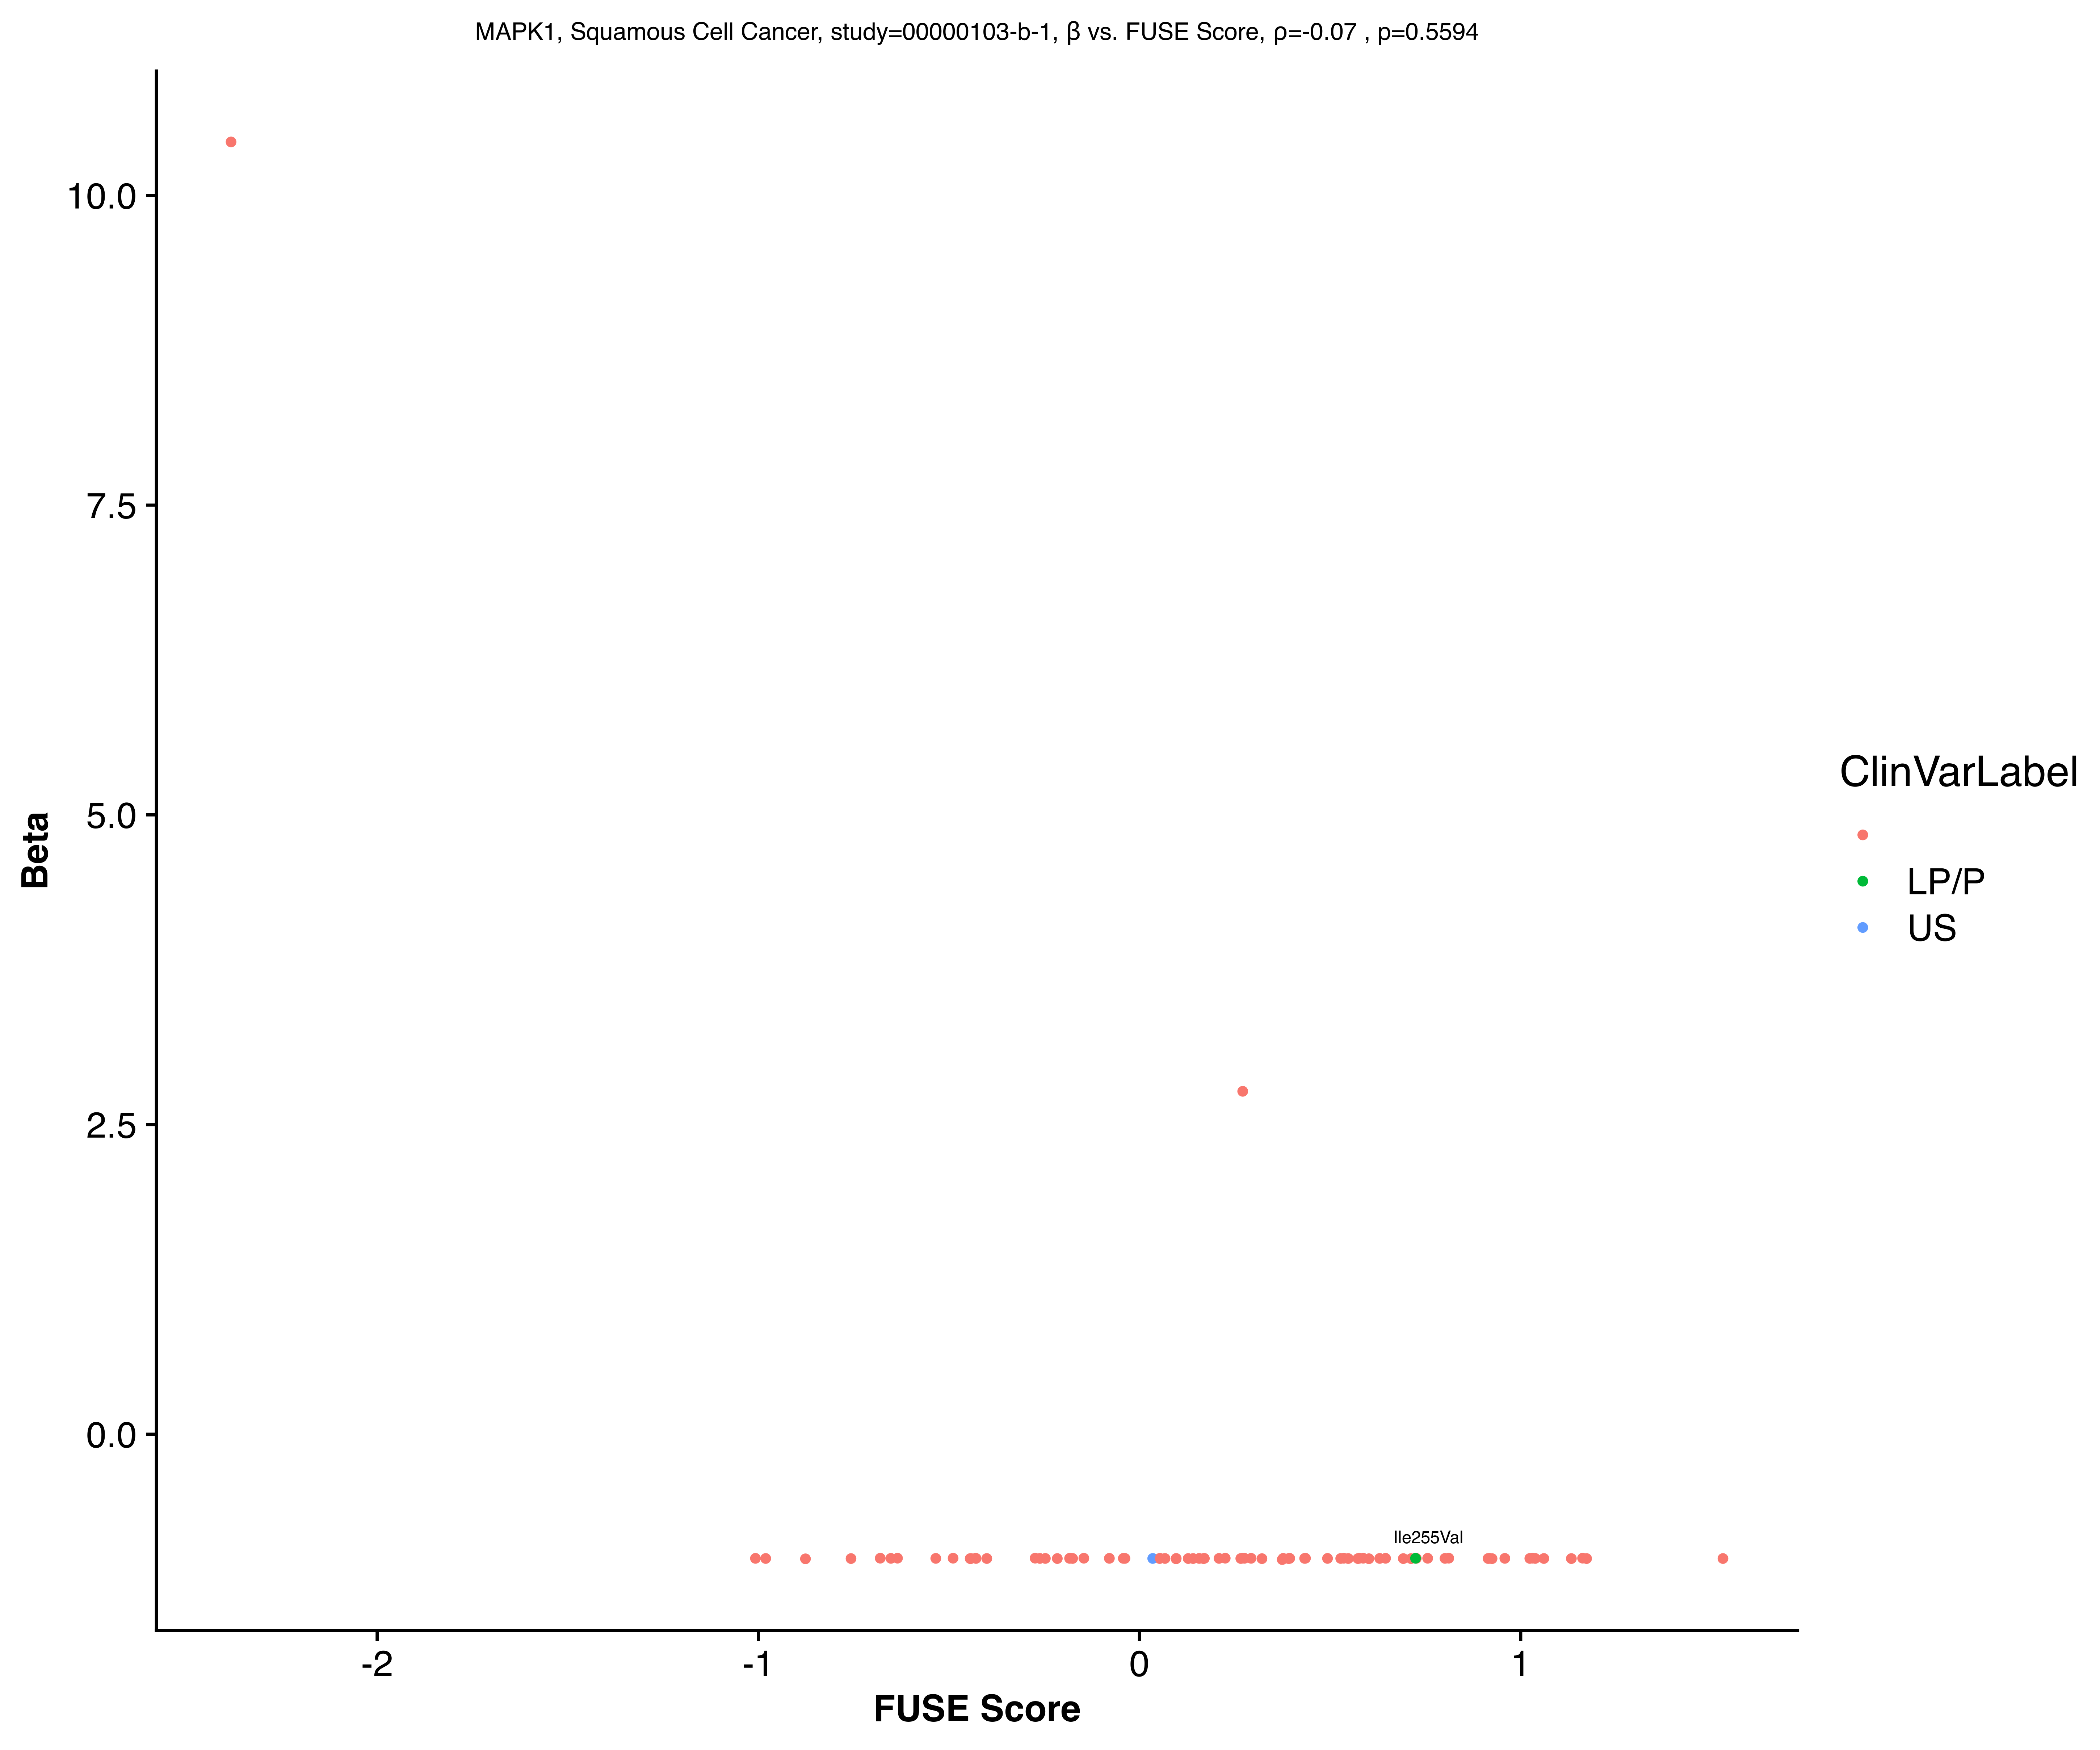 MAPK1, Squamous Cell Cancer, study=00000103-b-1, β vs. FUSE Score, ρ=-0.07 , p=0.5594
10.0
7.5
5.0
2.5
0.0
Beta
Ile255Val
-2
-1
0
1
FUSE Score
ClinVarLabel
LP/P
US